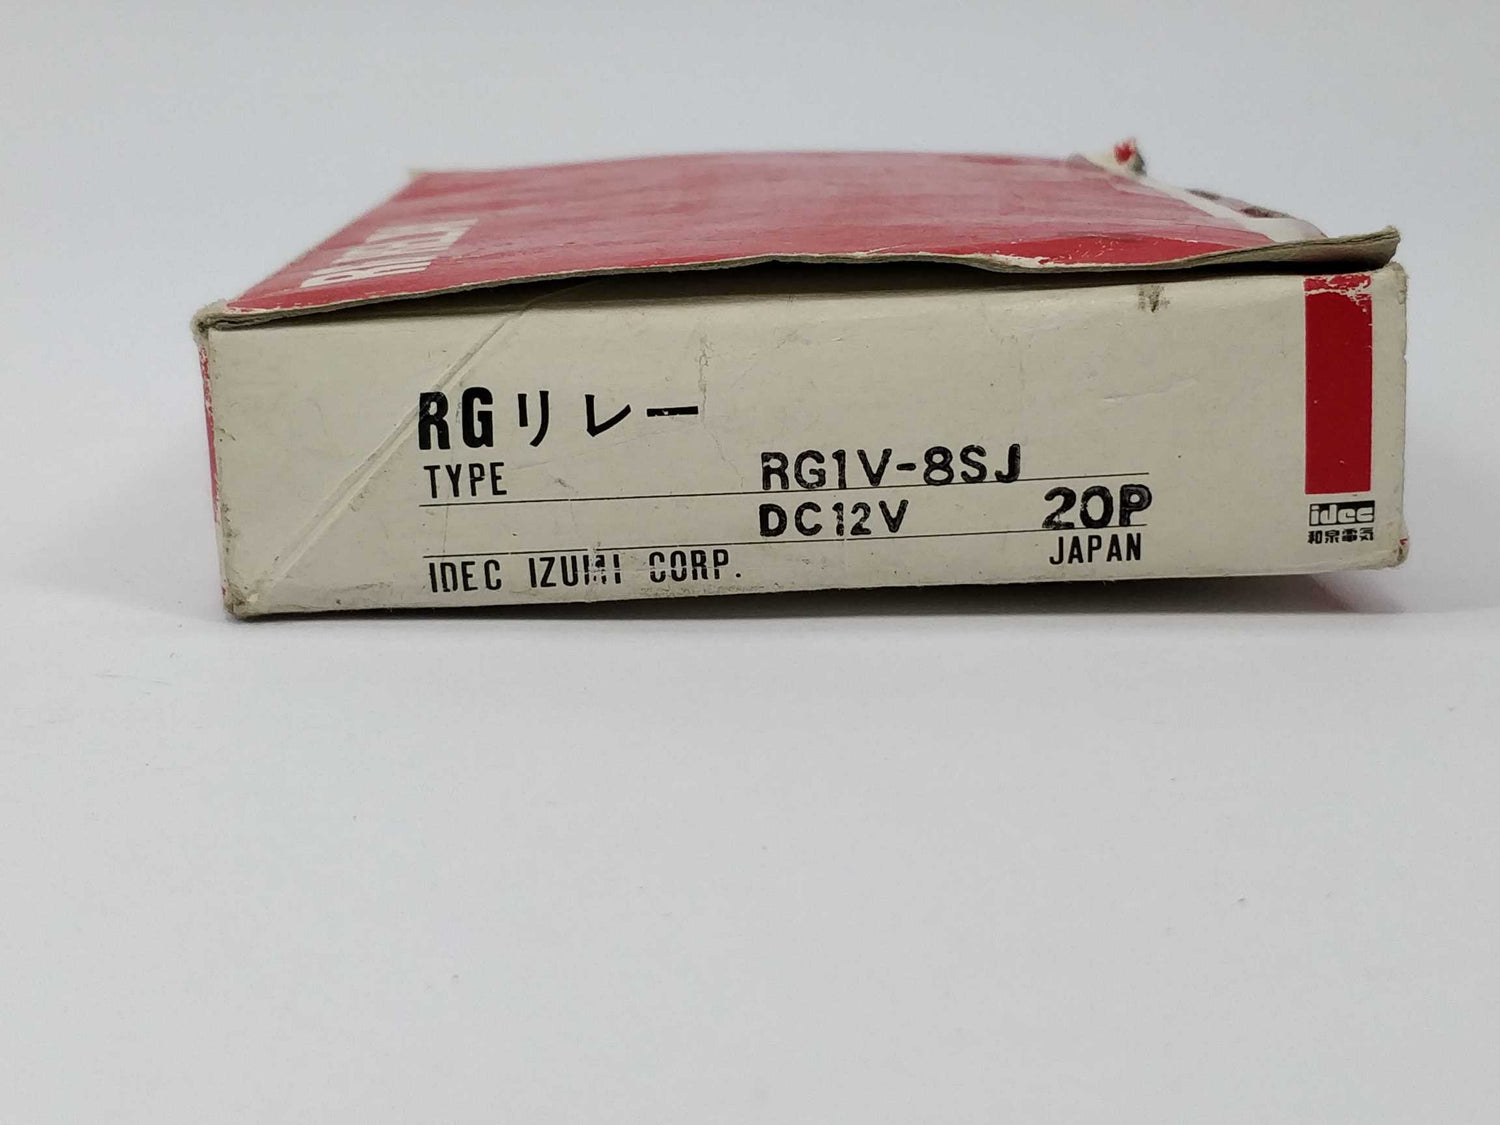 RGリレー
TYPE RG1V-8SJ
DC12V 20P
IDEC IZUMI CORP. JAPAN
idec
和泉電気